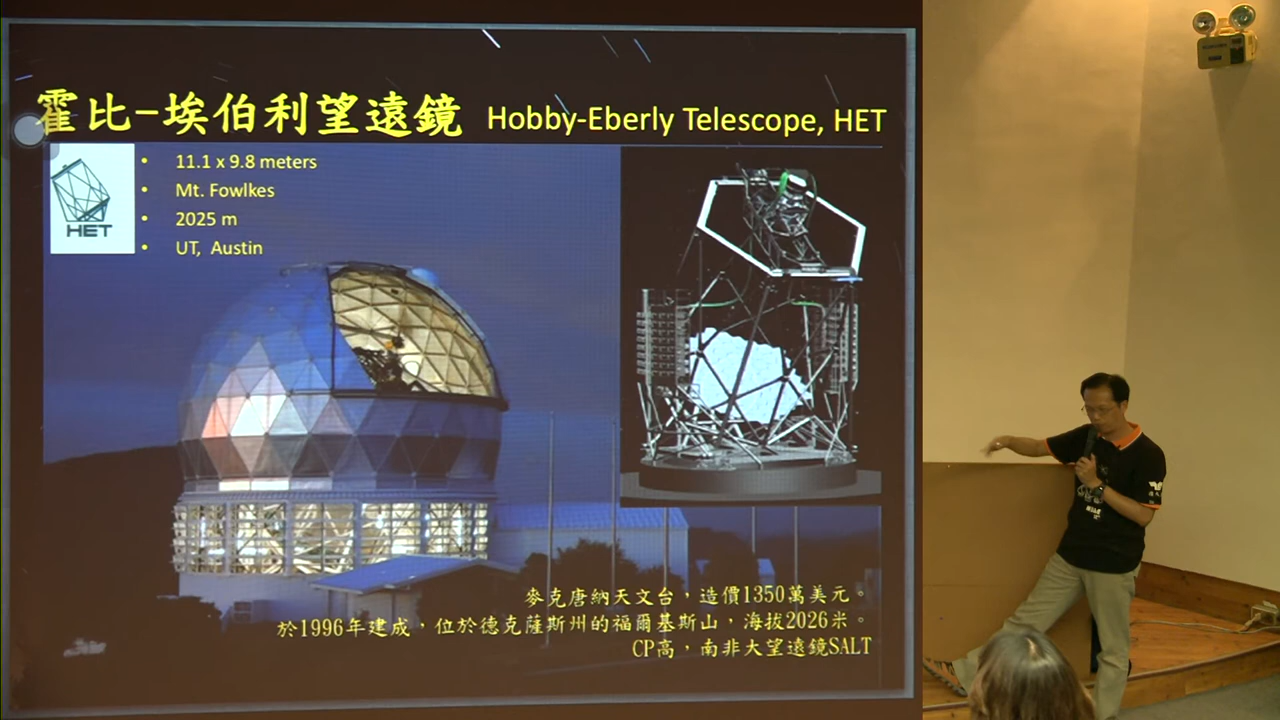 霍比-埃伯利望遠鏡 Hobby-Eberly Telescope, HET
HET
• 11.1 x 9.8 meters
• Mt. Fowlkes
• 2025 m
• UT, Austin
麥克唐納天文台，造價1350萬美元。
於1996年建成，位於德克薩斯州的福爾基斯山，海拔2026米。
CP高，南非大望遠鏡SALT